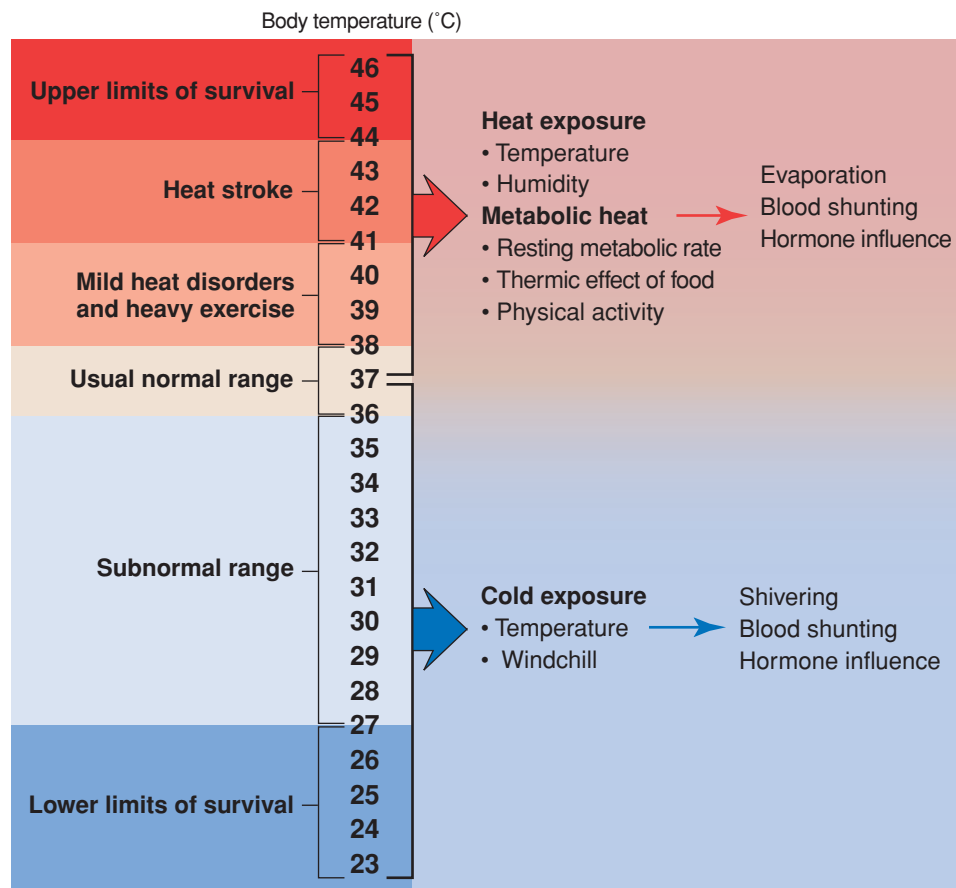 Body temperature (˚C)
Upper limits of survival
Heat stroke
Mild heat disorders
and heavy exercise
Usual normal range
Subnormal range
Lower limits of survival
46
45
44
43
42
41
40
39
38
37
36
35
34
33
32
31
30
29
28
27
26
25
24
23
Heat exposure
• Temperature
• Humidity
Metabolic heat
• Resting metabolic rate
• Thermic effect of food
• Physical activity
Evaporation
Blood shunting
Hormone influence
Cold exposure
• Temperature
• Windchill
Shivering
Blood shunting
Hormone influence